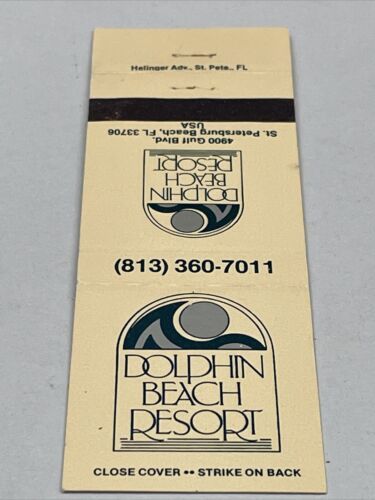 Helinger Adv., St. Pete., FL
4900 Gulf Blvd.
St. Petersburg Beach, FL 33706
USA
DOLPHIN
BEACH
RESORT
(813) 360-7011
DOLPHIN
BEACH
RESORT
CLOSE COVER •• STRIKE ON BACK